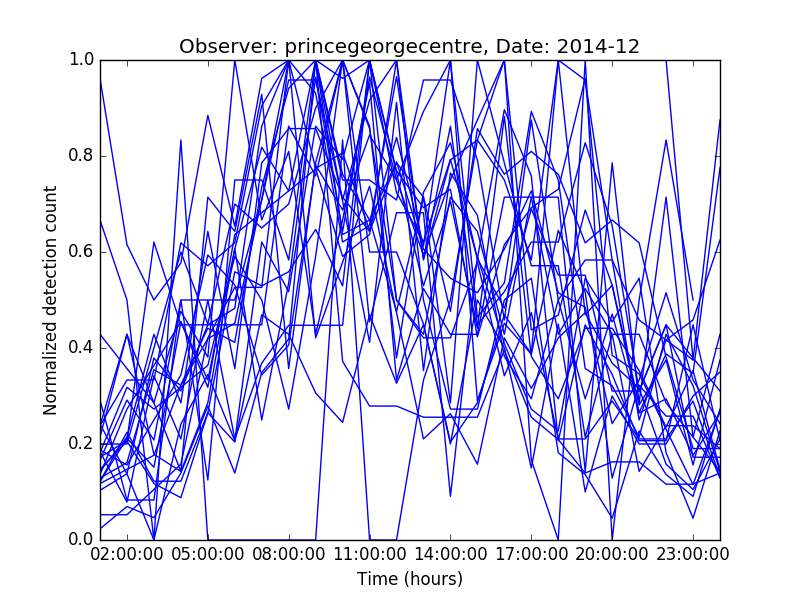 Observer: princegeorgecentre, Date: 2014-12
Normalized detection count
1.0
0.8
0.6
0.4
0.2
0.0
02:00:00 05:00:00 08:00:00 11:00:00 14:00:00 17:00:00 20:00:00 23:00:00
Time (hours)